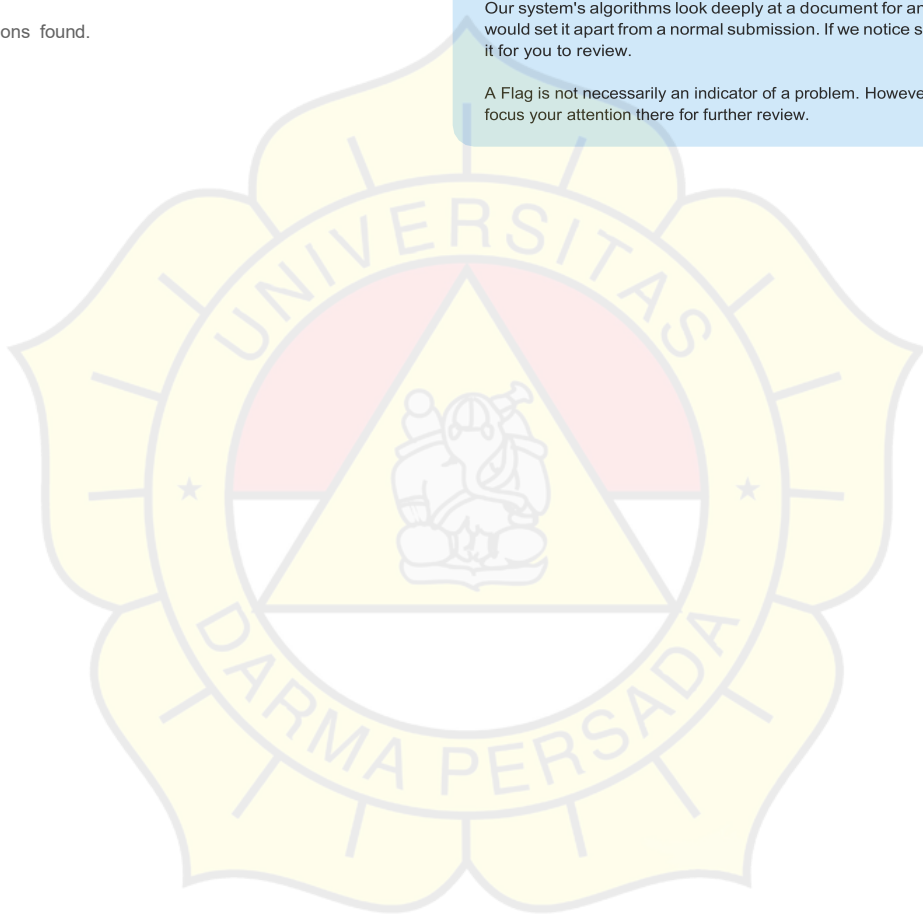 ons found.
Our system's algorithms look deeply at a document for an
would set it apart from a normal submission. If we notice s
it for you to review.
A Flag is not necessarily an indicator of a problem. Howeve
focus your attention there for further review.
UNIVERSITAS
DARMA PERSADA